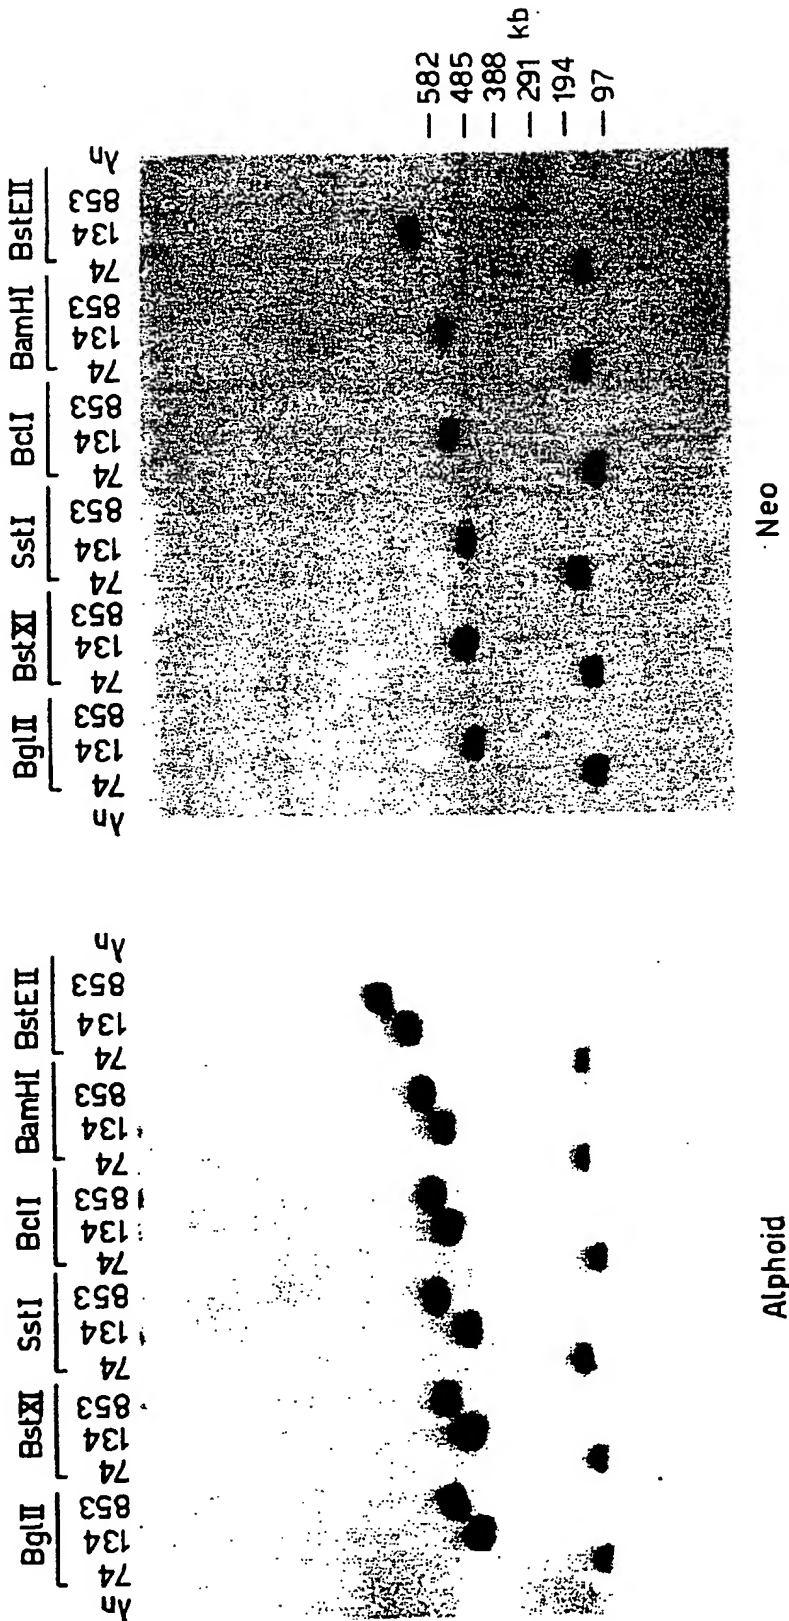 BglII BstXI SstI BclI BamHI BstEII
λn 74 134 853 74 134 853 74 134 853 74 134 853 74 134 853 74 134 853 λn
Alphoid
BglII BstXI SstI BclI BamHI BstEII
λn 74 134 853 74 134 853 74 134 853 74 134 853 74 134 853 74 134 853 λn
– 582
– 485
– 388
– 291 kb
– 194
– 97
Neo